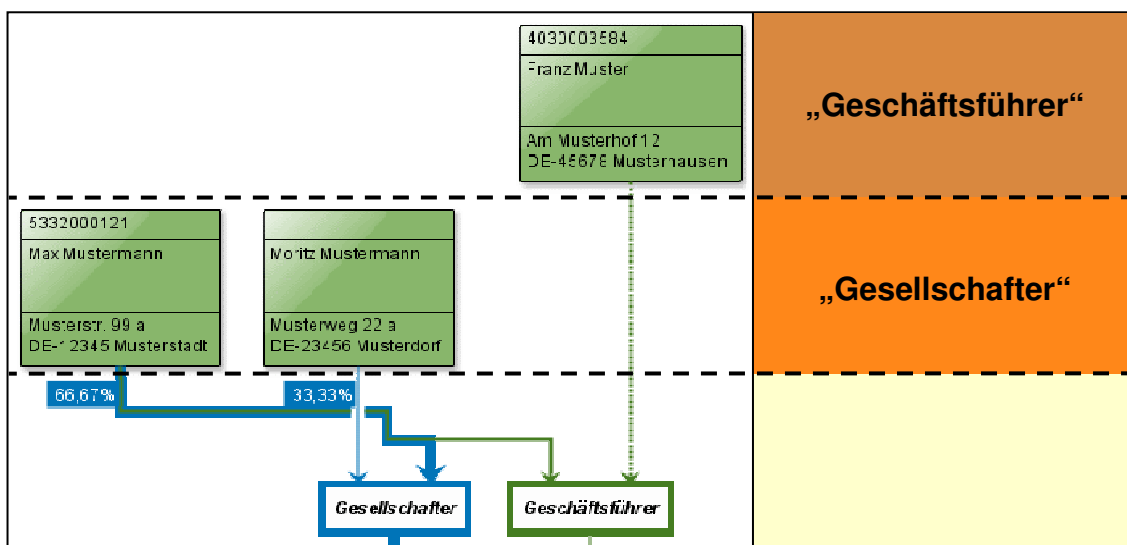 4030003584
Franz Muster
Am Musterhof 12
DE-45678 Musterhausen
„Geschäftsführer“
5332000121
Max Mustermann
Musterstr. 99 a
DE-12345 Musterstadt
Moritz Mustermann
Musterweg 22 a
DE-23456 Musterdorf
„Gesellschafter“
66,67%
33,33%
Gesellschafter
Geschäftsführer